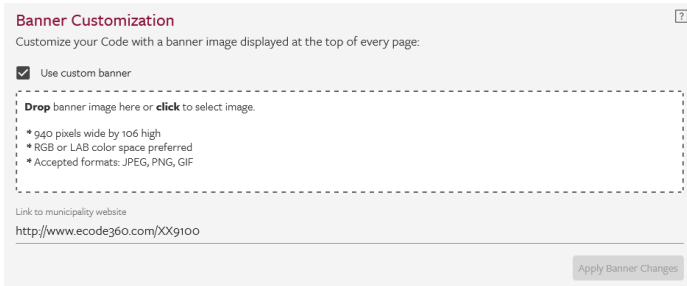 Banner Customization
?
Customize your Code with a banner image displayed at the top of every page:
Use custom banner
Drop banner image here or click to select image.
* 940 pixels wide by 106 high
* RGB or LAB color space preferred
* Accepted formats: JPEG, PNG, GIF
Link to municipality website
http://www.ecode360.com/XX9100
Apply Banner Changes